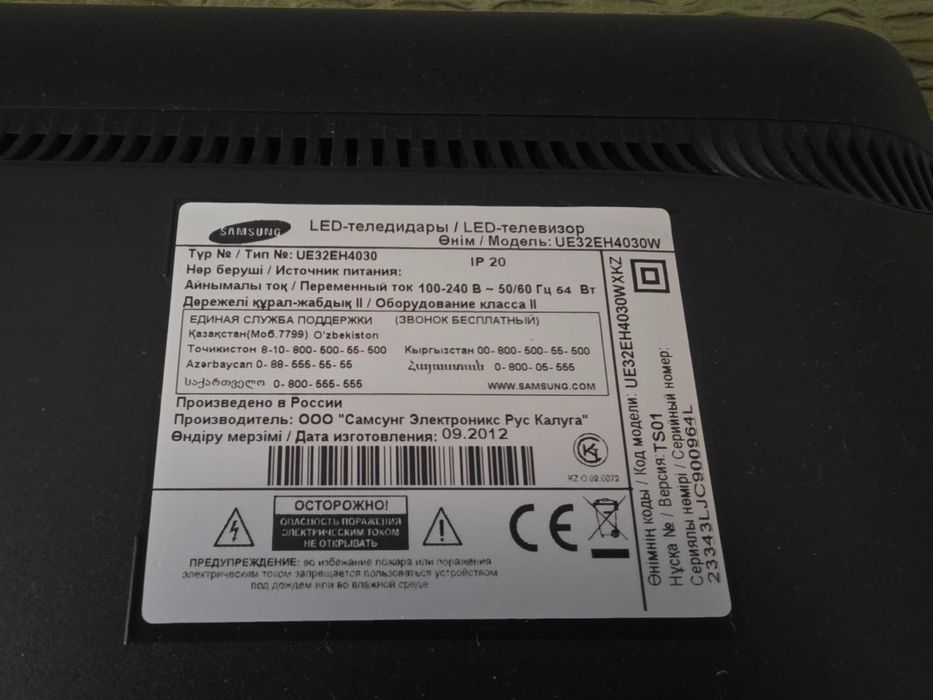 SAMSUNG
LED-теледидары / LED-телевизор
Өнім / Модель: UE32EH4030W
Түр № / Тип №: UE32EH4030
IP 20
Нәр беруші / Источник питания:
Айнымалы тоқ / Переменный ток 100-240 В ~ 50/60 Гц 64 Вт
Дәрежелі құрал-жабдық II / Оборудование класса II
ЕДИНАЯ СЛУЖБА ПОДДЕРЖКИ (ЗВОНОК БЕСПЛАТНЫЙ)
Қазақстан(Моб.7799) O'zbekiston
Точикистон 8-10-800-500-55-500 Кыргызстан 00-800-500-55-500
Azərbaycan 0-88-555-55-55 Հայաստան 0-800-05-555
საქართველო 0-800-555-555 WWW.SAMSUNG.COM
Произведено в России
Производитель: ООО "Самсунг Электроникс Рус Калуга"
Өндіру мерзімі / Дата изготовления: 09.2012
KZ.O.02.0072
ОСТОРОЖНО!
ОПАСНОСТЬ ПОРАЖЕНИЯ
ЭЛЕКТРИЧЕСКИМ ТОКОМ
НЕ ОТКРЫВАТЬ
CE
ПРЕДУПРЕЖДЕНИЕ: во избежание пожара или поражения
электрическим током запрещается пользоваться устройством
под дождем или во влажной среде
Өнімнің коды / Код модели: UE32EH4030WXKZ
Нұсқа № / Версия: TS01
Сериялы нөмірі / Серийный номер:
23343LJC900964L